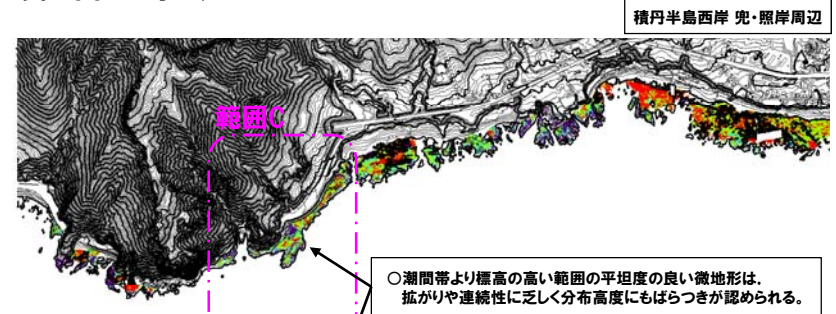 積丹半島西岸 兜・照岸周辺
範囲C
○潮間帯より標高の高い範囲の平坦度の良い微地形は、
拡がりや連続性に乏しく分布高度にもばらつきが認められる。